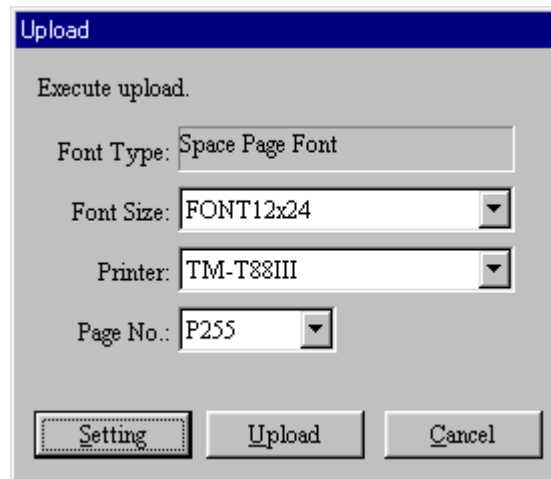 Upload
Execute upload.
Font Type: Space Page Font
Font Size: FONT12x24
Printer: TM-T88III
Page No.: P255
Setting Upload Cancel